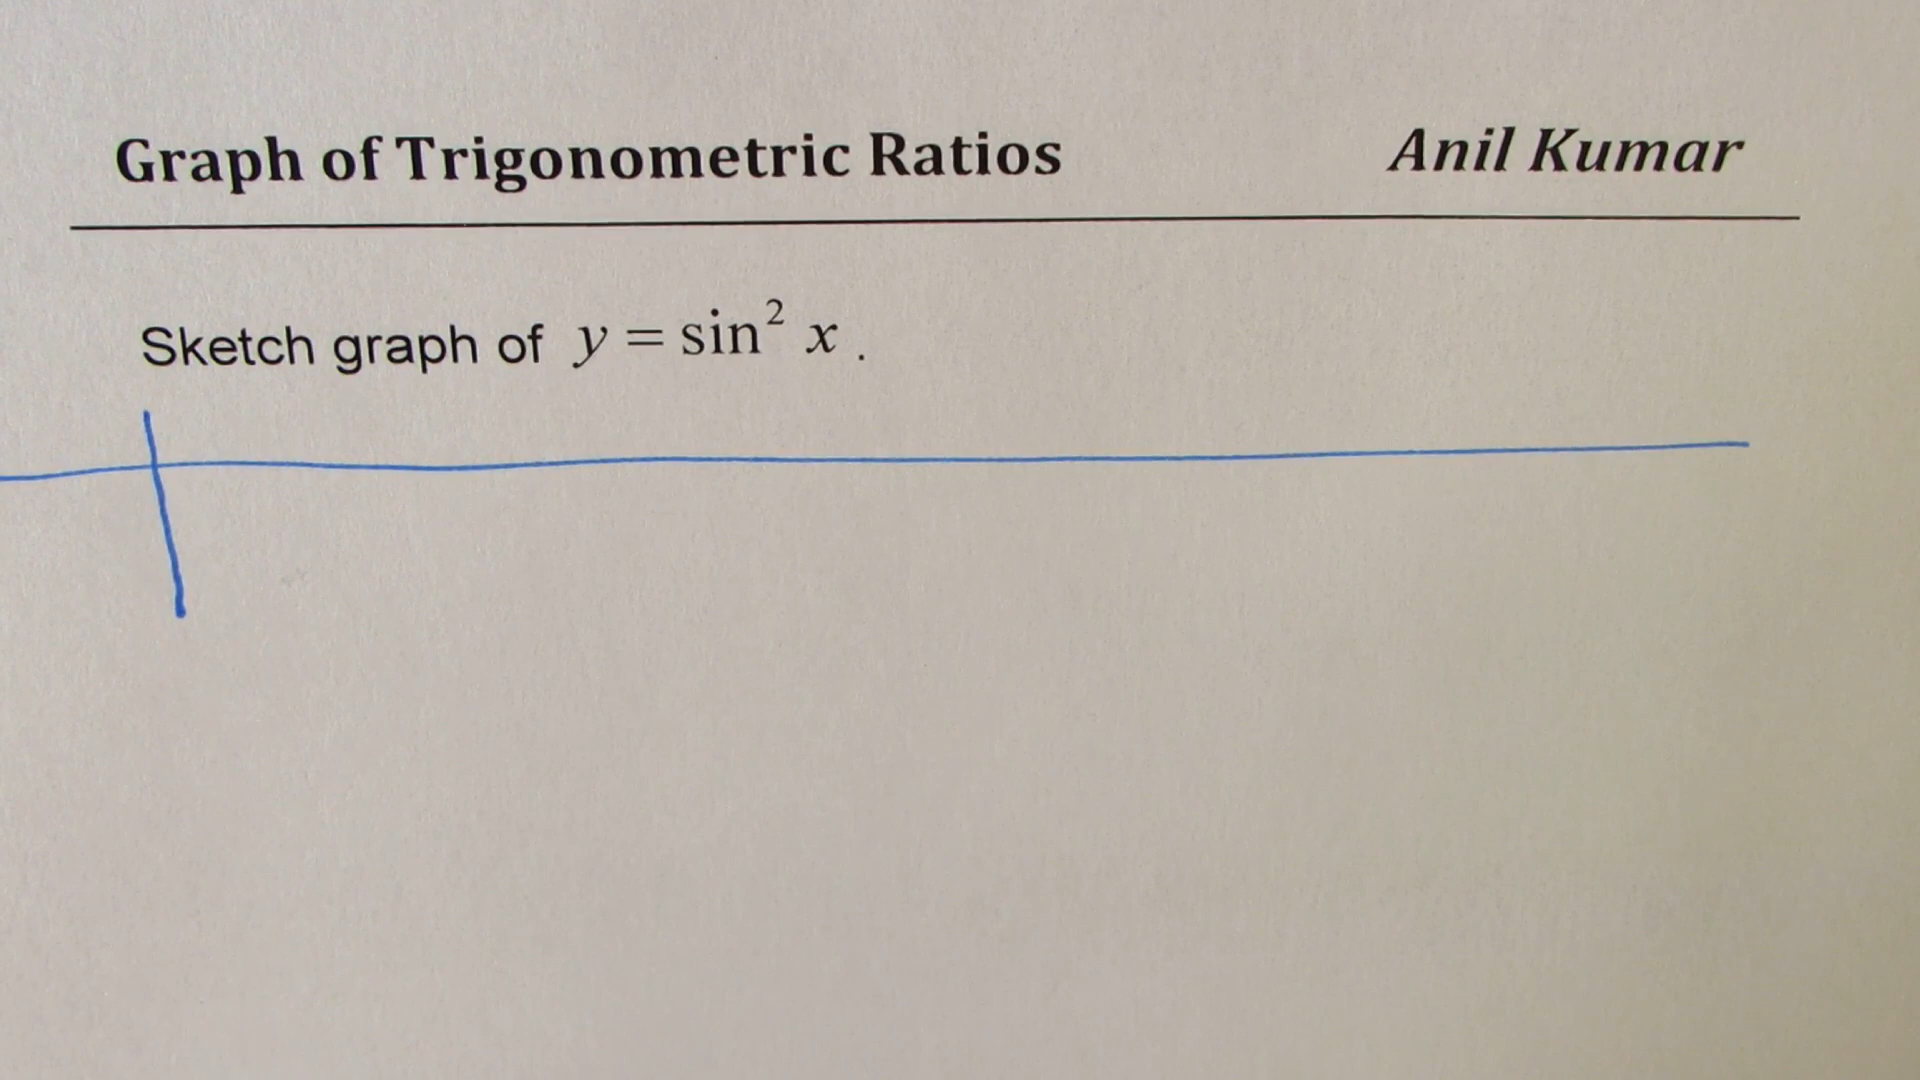 Graph of Trigonometric Ratios Anil Kumar
Sketch graph of y = sin² x .